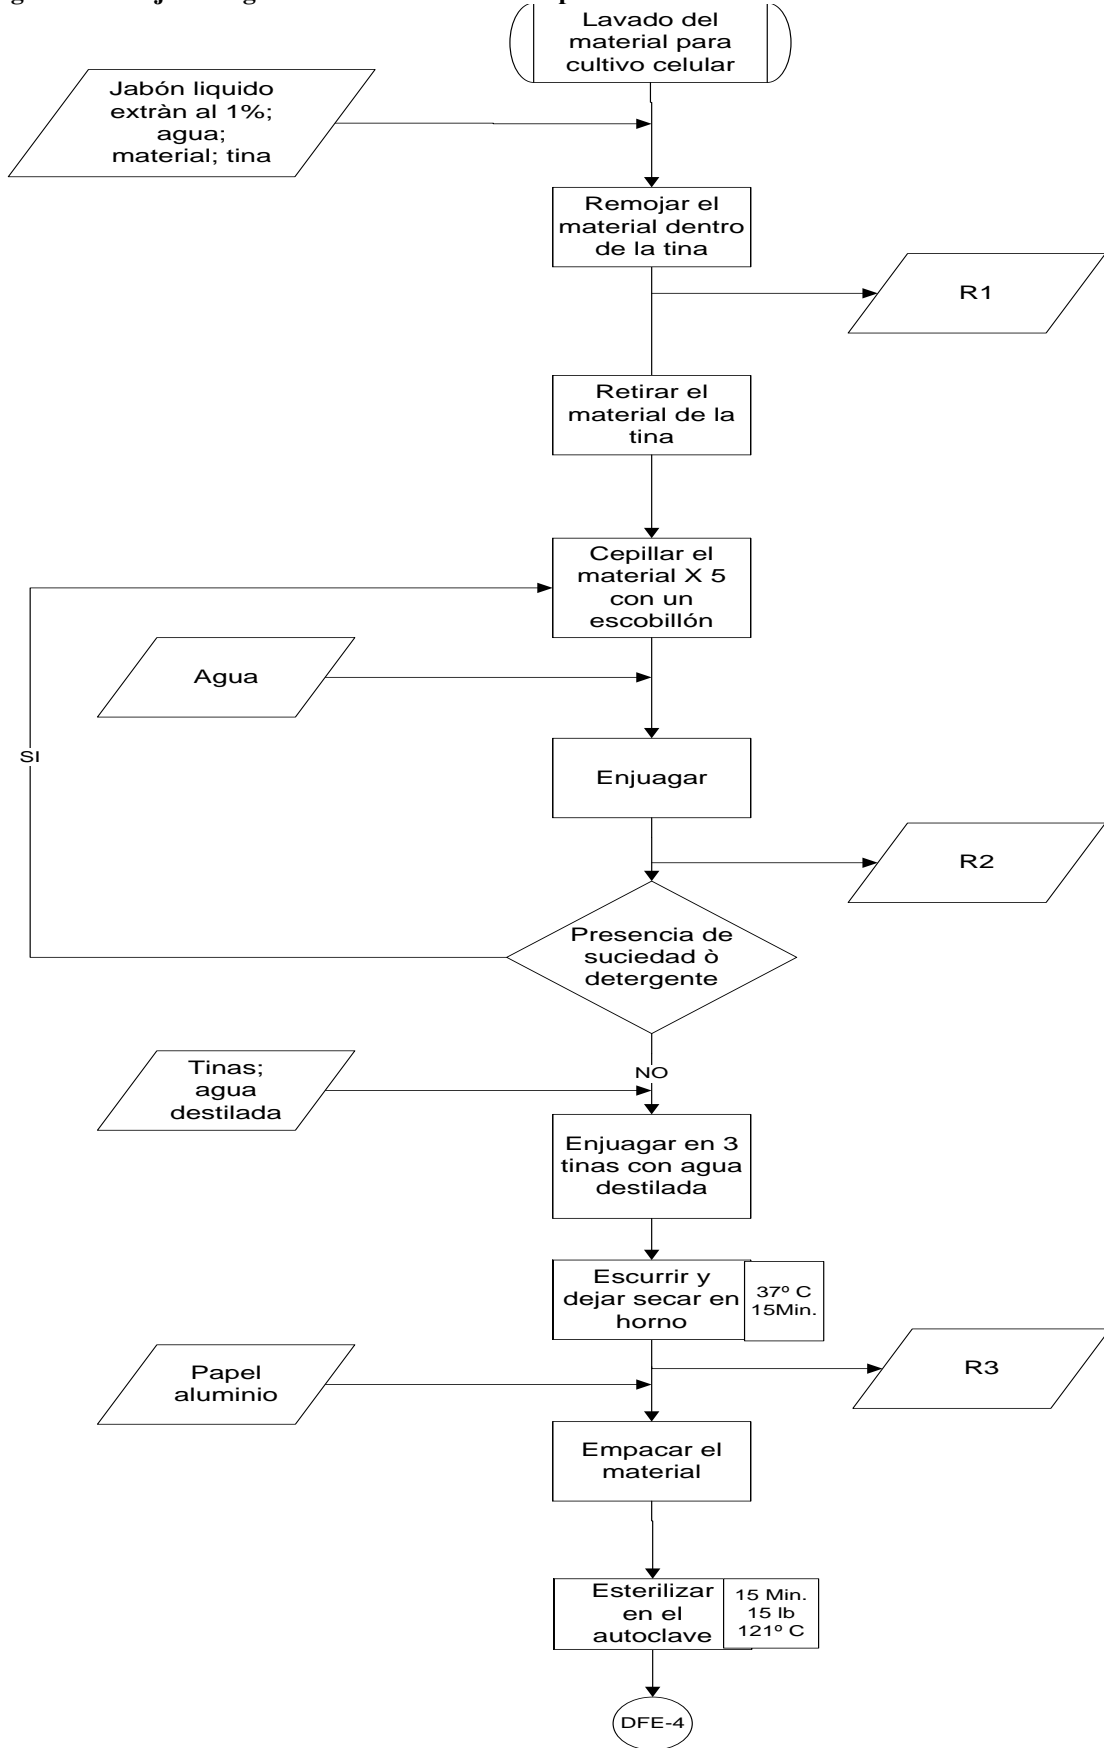 Lavado del
material para
cultivo celular
Jabón liquido
extràn al 1%;
agua;
material; tina
Remojar el
material dentro
de la tina
R1
Retirar el
material de la
tina
Cepillar el
material X 5
con un
escobillón
Agua
SI
Enjuagar
R2
Presencia de
suciedad ò
detergente
NO
Tinas;
agua
destilada
Enjuagar en 3
tinas con agua
destilada
Escurrir y
dejar secar en
horno
37º C
15Min.
R3
Papel
aluminio
Empacar el
material
Esterilizar
en el
autoclave
15 Min.
15 lb
121º C
DFE-4